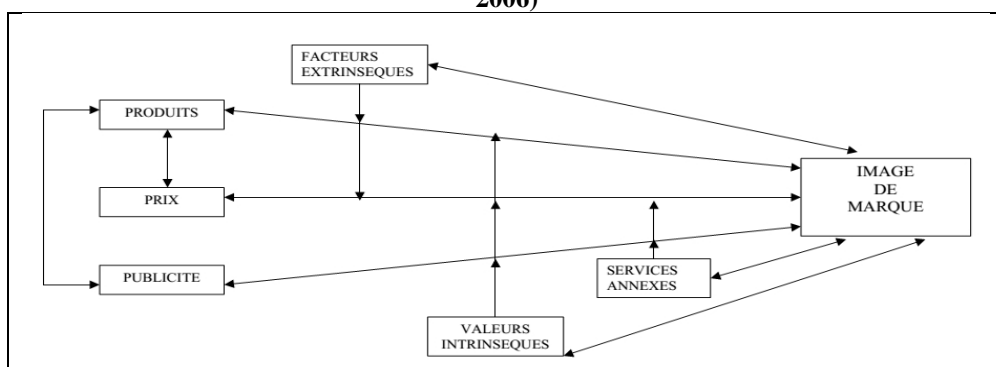 2006)
FACTEURS
EXTRINSEQUES
PRODUITS
PRIX
PUBLICITE
IMAGE
DE
MARQUE
SERVICES
ANNEXES
VALEURS
INTRINSEQUES